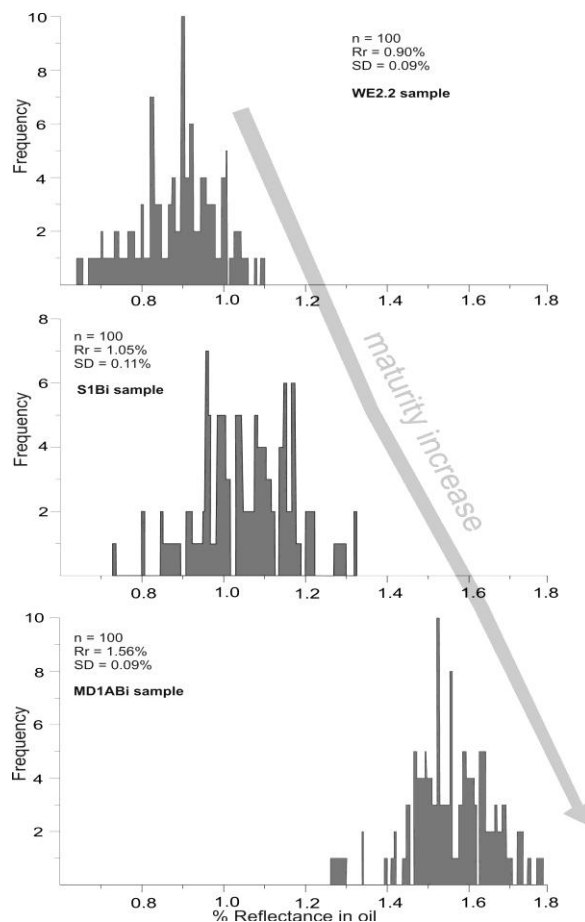 10
n = 100
Rr = 0.90%
SD = 0.09%
WE2.2 sample
8
6
4
2
Frequency
0.8 1.0 1.2 1.4 1.6 1.8
8
n = 100
Rr = 1.05%
SD = 0.11%
S1Bi sample
6
4
2
Frequency
maturity increase
0.8 1.0 1.2 1.4 1.6 1.8
10
n = 100
Rr = 1.56%
SD = 0.09%
MD1ABi sample
8
6
4
2
Frequency
0.8 1.0 1.2 1.4 1.6 1.8
% Reflectance in oil